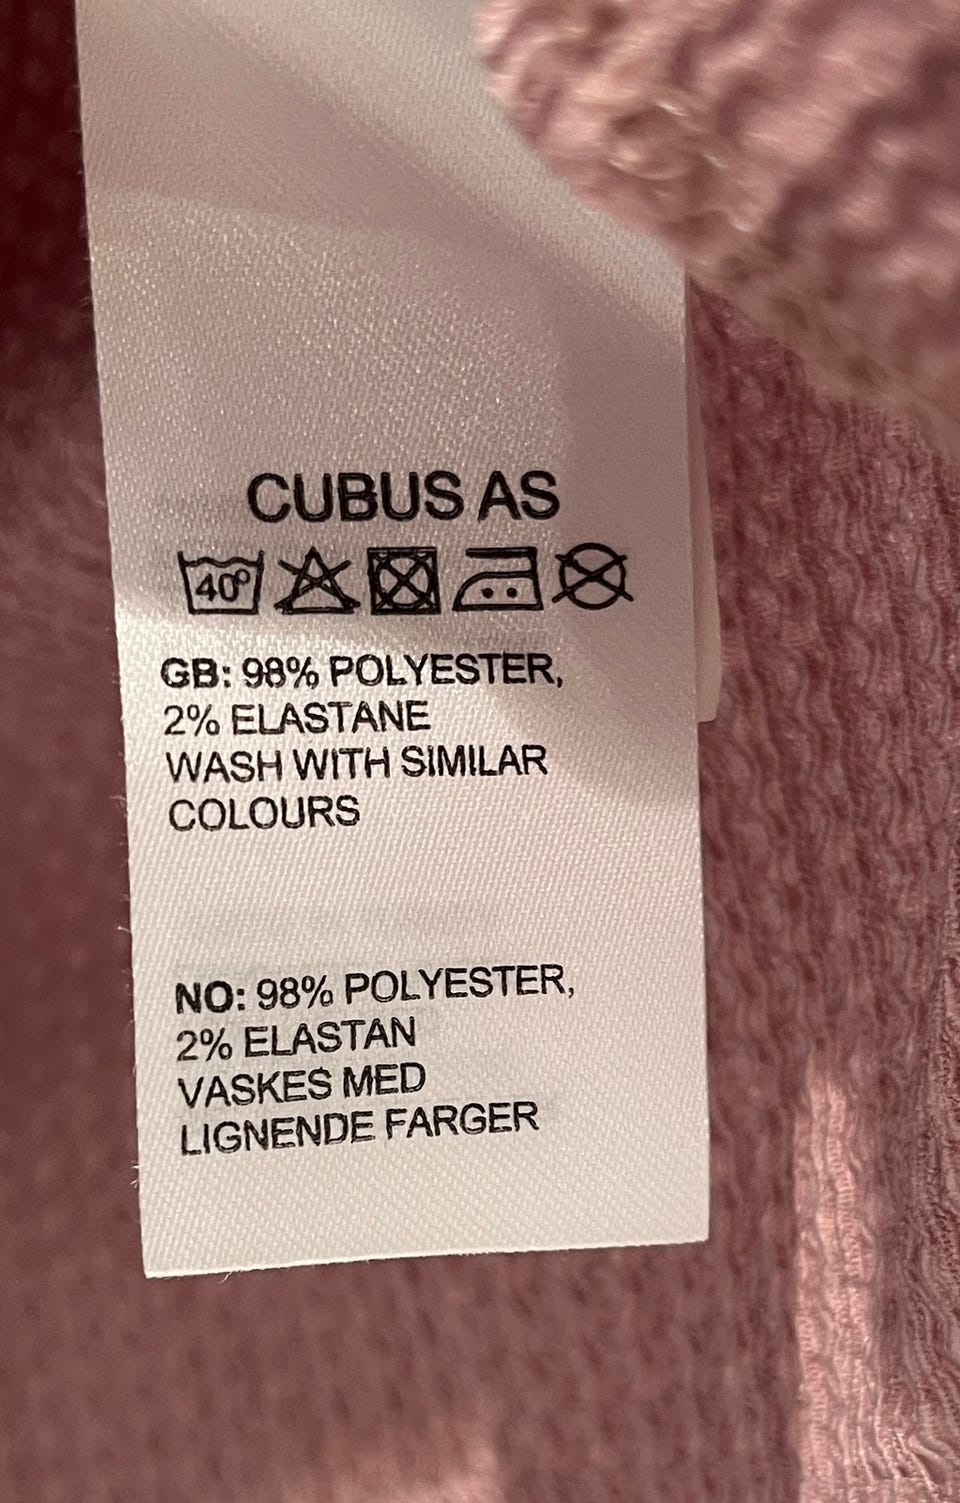 CUBUS AS
40°
GB: 98% POLYESTER,
2% ELASTANE
WASH WITH SIMILAR
COLOURS
NO: 98% POLYESTER,
2% ELASTAN
VASKES MED
LIGNENDE FARGER